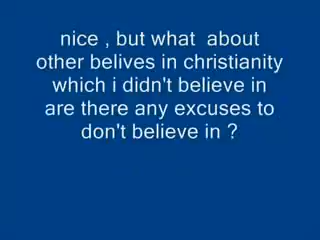 nice , but what  about
other belives in christianity
which i didn't believe in
are there any excuses to
don't believe in ?